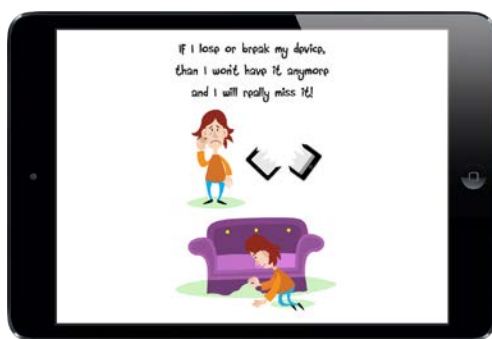 If I lose or break my device,
than I won't have it anymore
and I will really miss it!